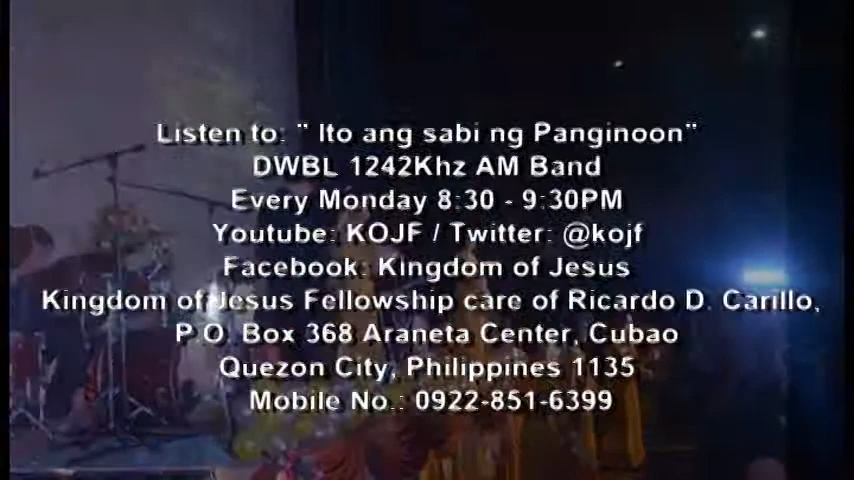 Listen to: " Ito ang sabi ng Panginoon"
DWBL 1242Khz AM Band
Every Monday 8:30 - 9:30PM
Youtube: KOJF / Twitter: @kojf
Facebook: Kingdom of Jesus
Kingdom of Jesus Fellowship care of Ricardo D. Carillo,
P.O. Box 368 Araneta Center, Cubao
Quezon City, Philippines 1135
Mobile No.: 0922-851-6399